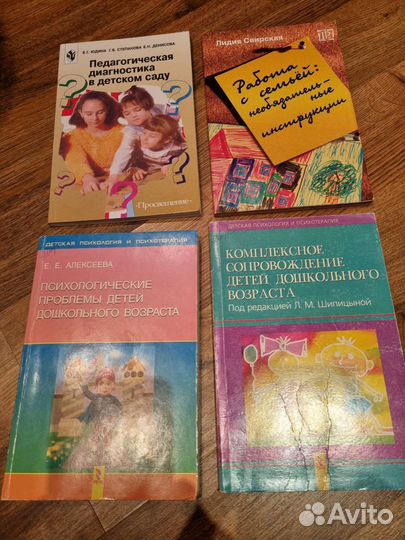 Е.Г. ЮДИНА Г.Б. СТЕПАНОВА Е.Н. ДЕНИСОВА
Педагогическая
диагностика
в детском саду
«Просвещение»
Лидия Свирская
Работа
с семьёй:
необязатель-
ные
инструкции
ДЕТСКАЯ ПСИХОЛОГИЯ И ПСИХОТЕРАПИЯ
Е. Е. АЛЕКСЕЕВА
ПСИХОЛОГИЧЕСКИЕ
ПРОБЛЕМЫ ДЕТЕЙ
ДОШКОЛЬНОГО ВОЗРАСТА
ДЕТСКАЯ ПСИХОЛОГИЯ И ПСИХОТЕРАПИЯ
КОМПЛЕКСНОЕ
СОПРОВОЖДЕНИЕ
ДЕТЕЙ ДОШКОЛЬНОГО
ВОЗРАСТА
Под редакцией Л. М. Шипицыной
Avito